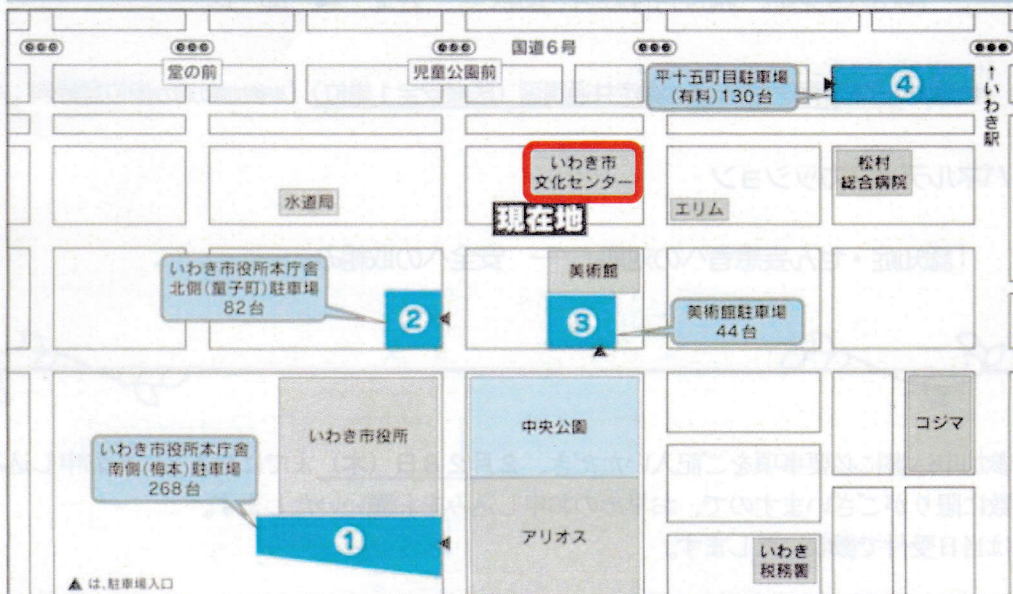 国道6号
堂の前
児童公園前
平十五町目駐車場
(有料)130台
④
↑いわき駅
いわき市
文化センター
現在地
松村
総合病院
水道局
エリム
いわき市役所本庁舎
北側(童子町)駐車場
82台
②
美術館
③
美術館駐車場
44台
いわき市役所
中央公園
コジマ
いわき市役所本庁舎
南側(梅本)駐車場
268台
①
アリオス
いわき
税務署
▲ は、駐車場入口